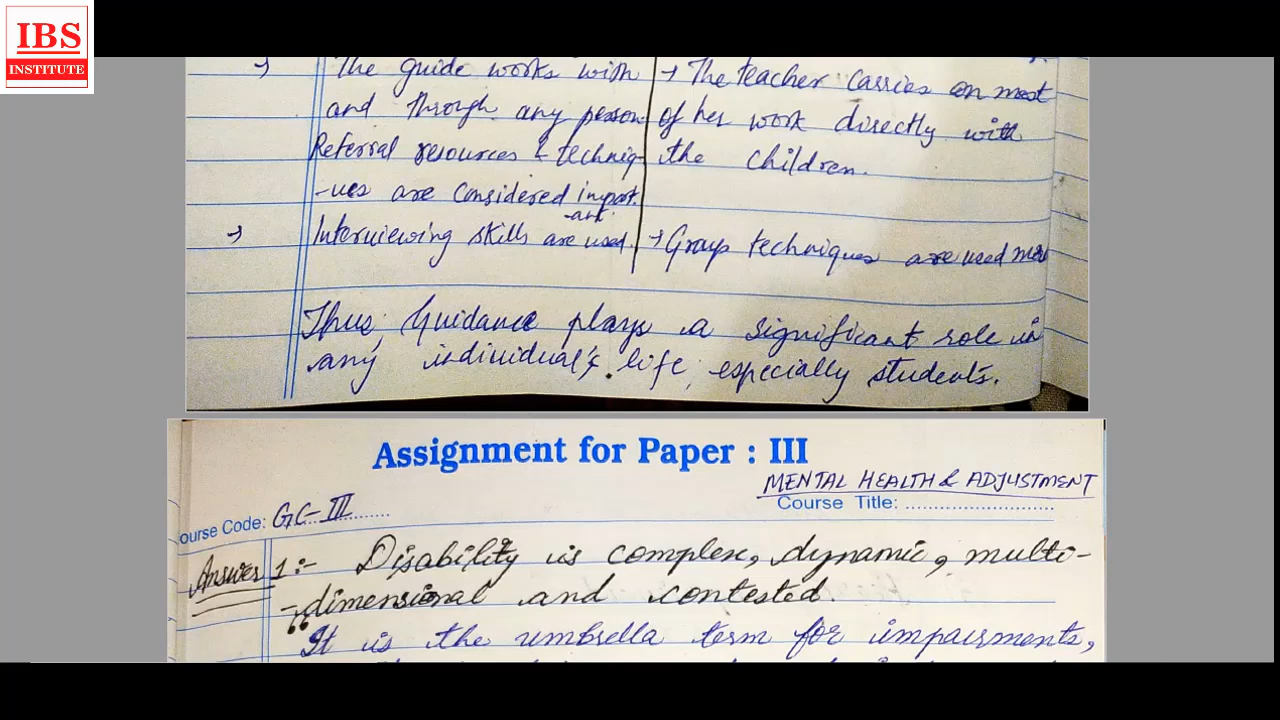 IBS
INSTITUTE
→ The guide works with → The teacher carries on most
and through any person of her work directly with
Referral resources & techniq- the children.
-ues are considered import.
-ant.
→ Interviewing skills are used. → Group techniques are used more
Thus, Guidance plays a significant role in
any individual's life, especially students.
Assignment for Paper : III
MENTAL HEALTH & ADJUSTMENT
ourse Code: GC-III Course Title:
Answer 1:- Disability is complex, dynamic, multi-
-dimensional and contested.
"It is the umbrella term for impairments,